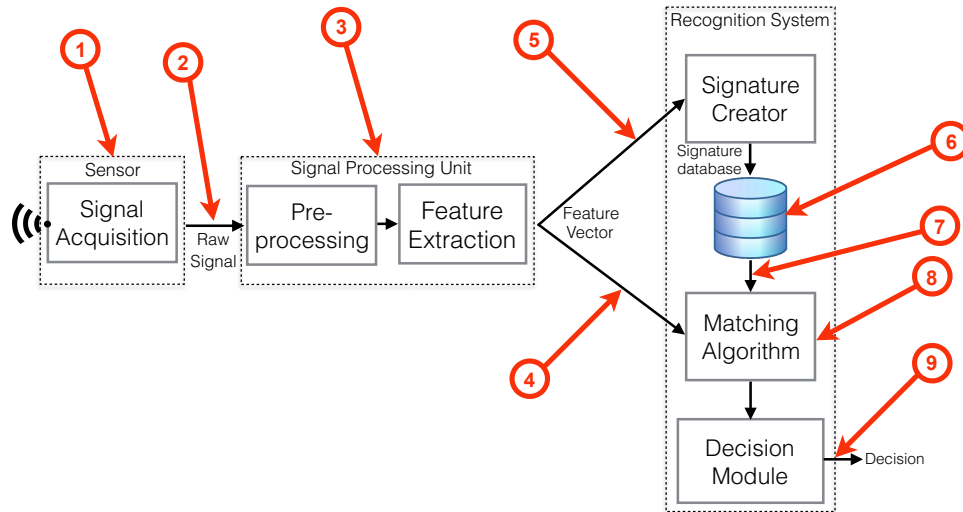 1
2
3
5
Recognition System
Signature
Creator
Signature
database
6
Sensor
Signal
Acquisition
Raw
Signal
Signal Processing Unit
Pre-
processing
Feature
Extraction
Feature
Vector
7
8
Matching
Algorithm
4
9
Decision
Module
Decision